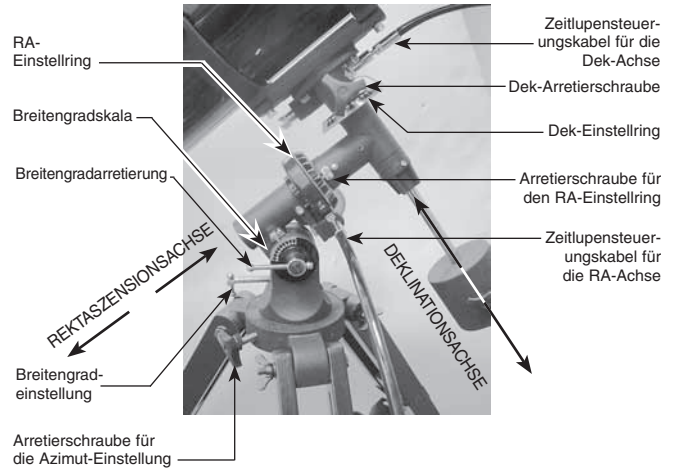 RA-
Einstellring
Breitengradskala
Breitengradarretierung
REKTASZENSIONSACHSE
Breitengrad-
einstellung
Arretierschraube für
die Azimut-Einstellung
Zeitlupensteuer-
ungskabel für die
Dek-Achse
Dek-Arretierschraube
Dek-Einstellring
Arretierschraube für
den RA-Einstellring
Zeitlupensteuer-
ungskabel für
die RA-Achse
DEKLINATIONSACHSE